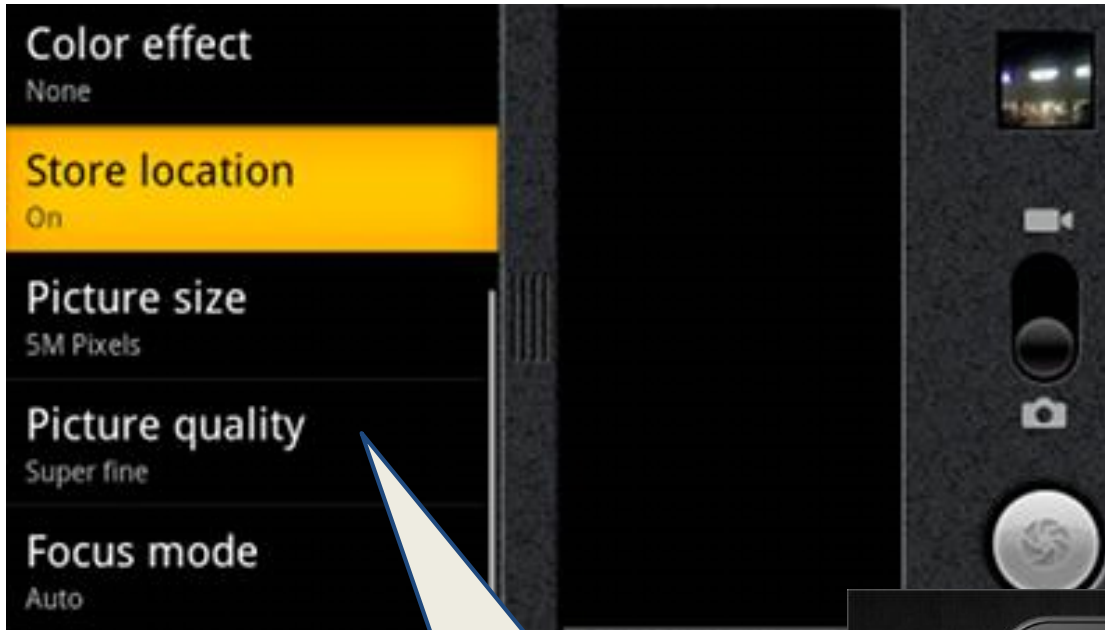 Color effect
None
Store location
On
Picture size
5M Pixels
Picture quality
Super fine
Focus mode
Auto